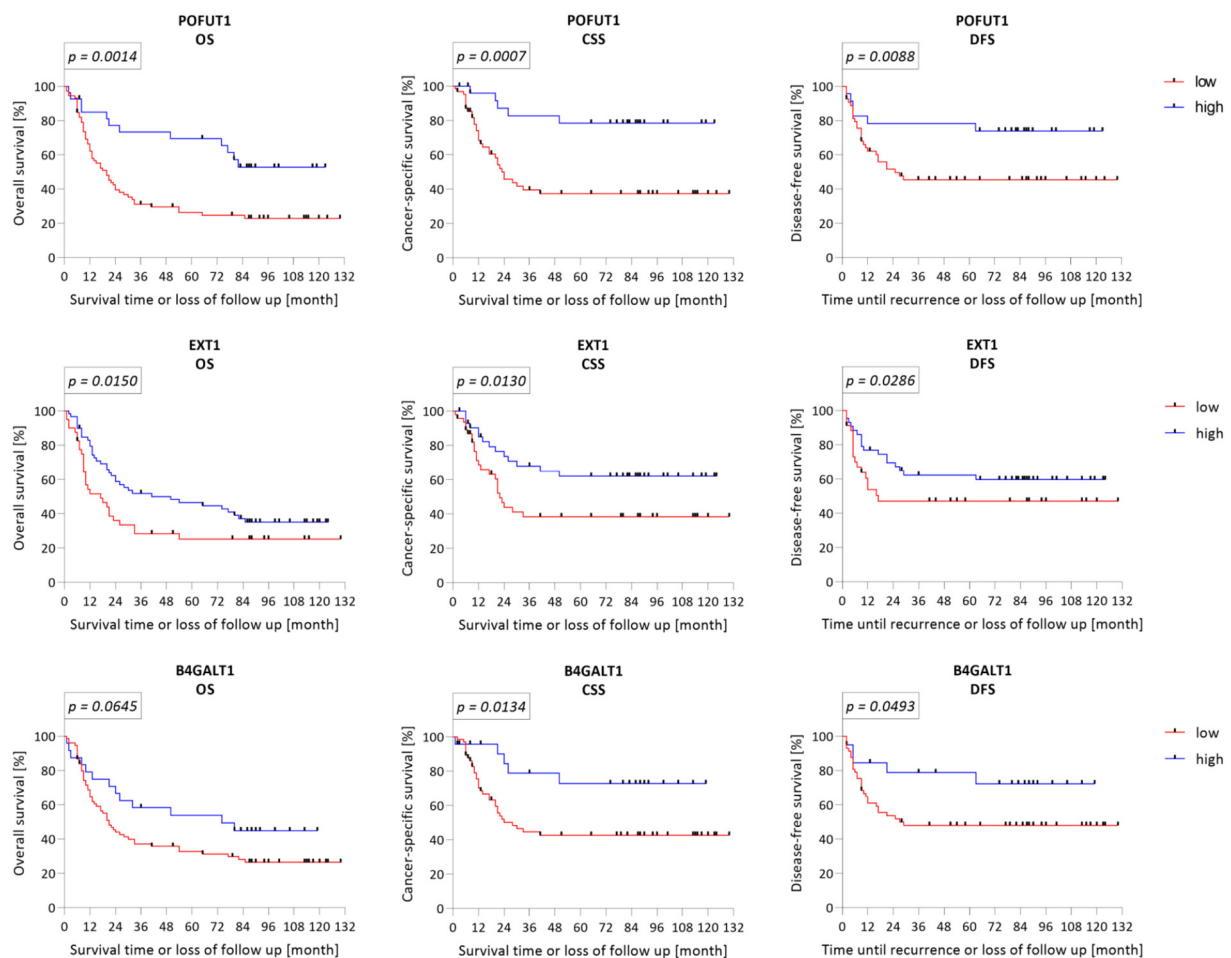 POFUT1
OS
p = 0.0014
Overall survival [%]
100
80
60
40
20
0
0 12 24 36 48 60 72 84 96 108 120 132
Survival time or loss of follow up [month]
POFUT1
CSS
p = 0.0007
Cancer-specific survival [%]
100
80
60
40
20
0
0 12 24 36 48 60 72 84 96 108 120 132
Survival time or loss of follow up [month]
POFUT1
DFS
p = 0.0088
Disease-free survival [%]
100
80
60
40
20
0
0 12 24 36 48 60 72 84 96 108 120 132
Time until recurrence or loss of follow up [month]
low
high
EXT1
OS
p = 0.0150
Overall survival [%]
100
80
60
40
20
0
0 12 24 36 48 60 72 84 96 108 120 132
Survival time or loss of follow up [month]
EXT1
CSS
p = 0.0130
Cancer-specific survival [%]
100
80
60
40
20
0
0 12 24 36 48 60 72 84 96 108 120 132
Survival time or loss of follow up [month]
EXT1
DFS
p = 0.0286
Disease-free survival [%]
100
80
60
40
20
0
0 12 24 36 48 60 72 84 96 108 120 132
Time until recurrence or loss of follow up [month]
low
high
B4GALT1
OS
p = 0.0645
Overall survival [%]
100
80
60
40
20
0
0 12 24 36 48 60 72 84 96 108 120 132
Survival time or loss of follow up [month]
B4GALT1
CSS
p = 0.0134
Cancer-specific survival [%]
100
80
60
40
20
0
0 12 24 36 48 60 72 84 96 108 120 132
Survival time or loss of follow up [month]
B4GALT1
DFS
p = 0.0493
Disease-free survival [%]
100
80
60
40
20
0
0 12 24 36 48 60 72 84 96 108 120 132
Time until recurrence or loss of follow up [month]
low
high